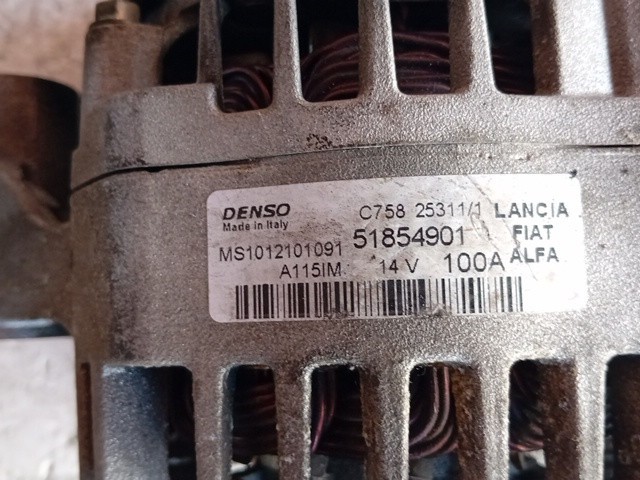 DENSO C758 25311/1 LANCIA
Made in Italy
MS1012101091 51854901 FIAT
A115IM 14 V 100A ALFA